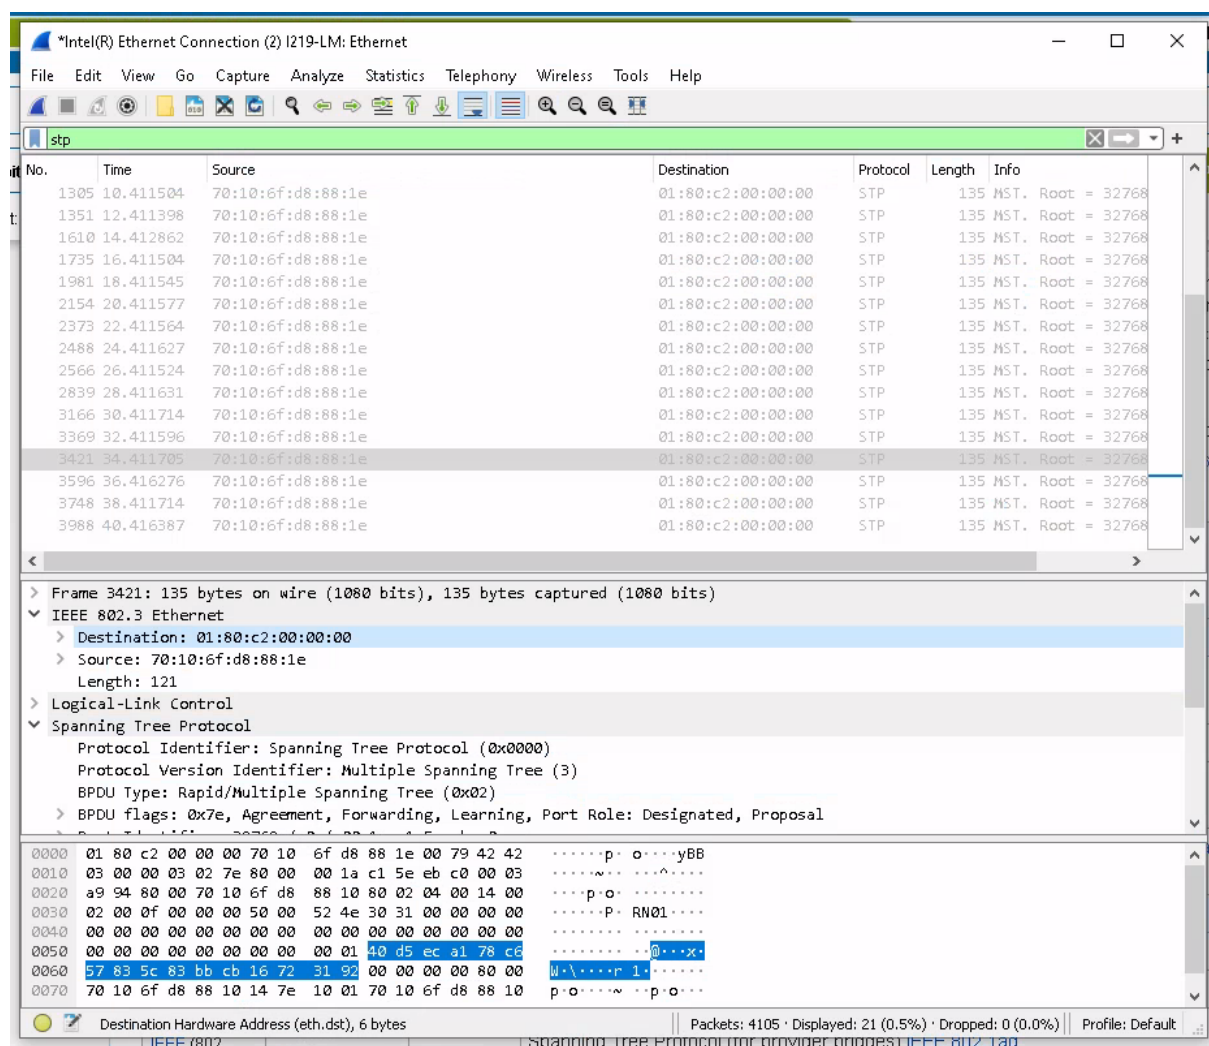 *Intel(R) Ethernet Connection (2) I219-LM: Ethernet
File Edit View Go Capture Analyze Statistics Telephony Wireless Tools Help
stp
No. Time Source Destination Protocol Length Info
1305 10.411504 70:10:6f:d8:88:1e 01:80:c2:00:00:00 STP 135 MST. Root = 32768
1351 12.411398 70:10:6f:d8:88:1e 01:80:c2:00:00:00 STP 135 MST. Root = 32768
1610 14.412862 70:10:6f:d8:88:1e 01:80:c2:00:00:00 STP 135 MST. Root = 32768
1735 16.411504 70:10:6f:d8:88:1e 01:80:c2:00:00:00 STP 135 MST. Root = 32768
1981 18.411545 70:10:6f:d8:88:1e 01:80:c2:00:00:00 STP 135 MST. Root = 32768
2154 20.411577 70:10:6f:d8:88:1e 01:80:c2:00:00:00 STP 135 MST. Root = 32768
2373 22.411564 70:10:6f:d8:88:1e 01:80:c2:00:00:00 STP 135 MST. Root = 32768
2488 24.411627 70:10:6f:d8:88:1e 01:80:c2:00:00:00 STP 135 MST. Root = 32768
2566 26.411524 70:10:6f:d8:88:1e 01:80:c2:00:00:00 STP 135 MST. Root = 32768
2839 28.411631 70:10:6f:d8:88:1e 01:80:c2:00:00:00 STP 135 MST. Root = 32768
3166 30.411714 70:10:6f:d8:88:1e 01:80:c2:00:00:00 STP 135 MST. Root = 32768
3369 32.411596 70:10:6f:d8:88:1e 01:80:c2:00:00:00 STP 135 MST. Root = 32768
3421 34.411705 70:10:6f:d8:88:1e 01:80:c2:00:00:00 STP 135 MST. Root = 32768
3596 36.416276 70:10:6f:d8:88:1e 01:80:c2:00:00:00 STP 135 MST. Root = 32768
3748 38.411714 70:10:6f:d8:88:1e 01:80:c2:00:00:00 STP 135 MST. Root = 32768
3988 40.416387 70:10:6f:d8:88:1e 01:80:c2:00:00:00 STP 135 MST. Root = 32768
Frame 3421: 135 bytes on wire (1080 bits), 135 bytes captured (1080 bits)
IEEE 802.3 Ethernet
Destination: 01:80:c2:00:00:00
Source: 70:10:6f:d8:88:1e
Length: 121
Logical-Link Control
Spanning Tree Protocol
Protocol Identifier: Spanning Tree Protocol (0x0000)
Protocol Version Identifier: Multiple Spanning Tree (3)
BPDU Type: Rapid/Multiple Spanning Tree (0x02)
BPDU flags: 0x7e, Agreement, Forwarding, Learning, Port Role: Designated, Proposal
0000 01 80 c2 00 00 00 70 10 6f d8 88 1e 00 79 42 42 ······p· o····yBB
0010 03 00 00 03 02 7e 80 00 00 1a c1 5e eb c0 00 03 ·····~·· ···^····
0020 a9 94 80 00 70 10 6f d8 88 10 80 02 04 00 14 00 ····p·o· ········
0030 02 00 0f 00 00 00 50 00 52 4e 30 31 00 00 00 00 ······P· RN01····
0040 00 00 00 00 00 00 00 00 00 00 00 00 00 00 00 00 ········ ········
0050 00 00 00 00 00 00 00 00 00 01 40 d5 ec a1 78 c6 ········ ··@···x·
0060 57 83 5c 83 bb cb 16 72 31 92 00 00 00 00 80 00 W·\····r 1·······
0070 70 10 6f d8 88 10 14 7e 10 01 70 10 6f d8 88 10 p·o····~ ··p·o···
Destination Hardware Address (eth.dst), 6 bytes Packets: 4105 · Displayed: 21 (0.5%) · Dropped: 0 (0.0%) Profile: Default